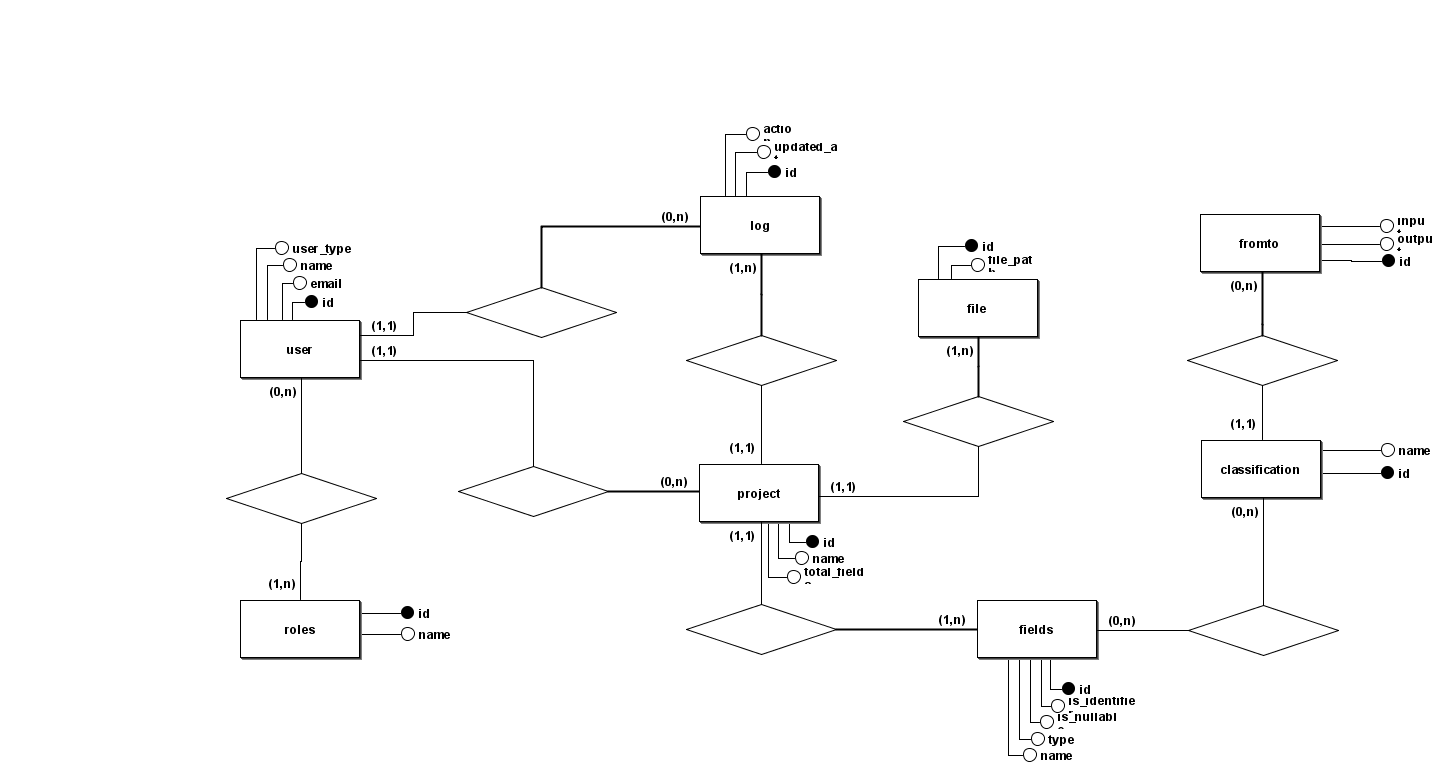 actio
updated_a
id
(0,n)
log
inpu
user_type
fromto
outpu
id
name
file_pat
id
(1,n)
email
id
(0,n)
file
(1,1)
user
(1,1)
(1,n)
(0,n)
(1,1)
(1,1)
name
classification
id
(0,n)
(1,1)
project
(1,1)
(0,n)
id
name
total_field
(1,n)
id
roles
name
(1,n)
fields
(0,n)
id
is_identifie
is_nullabl
type
name